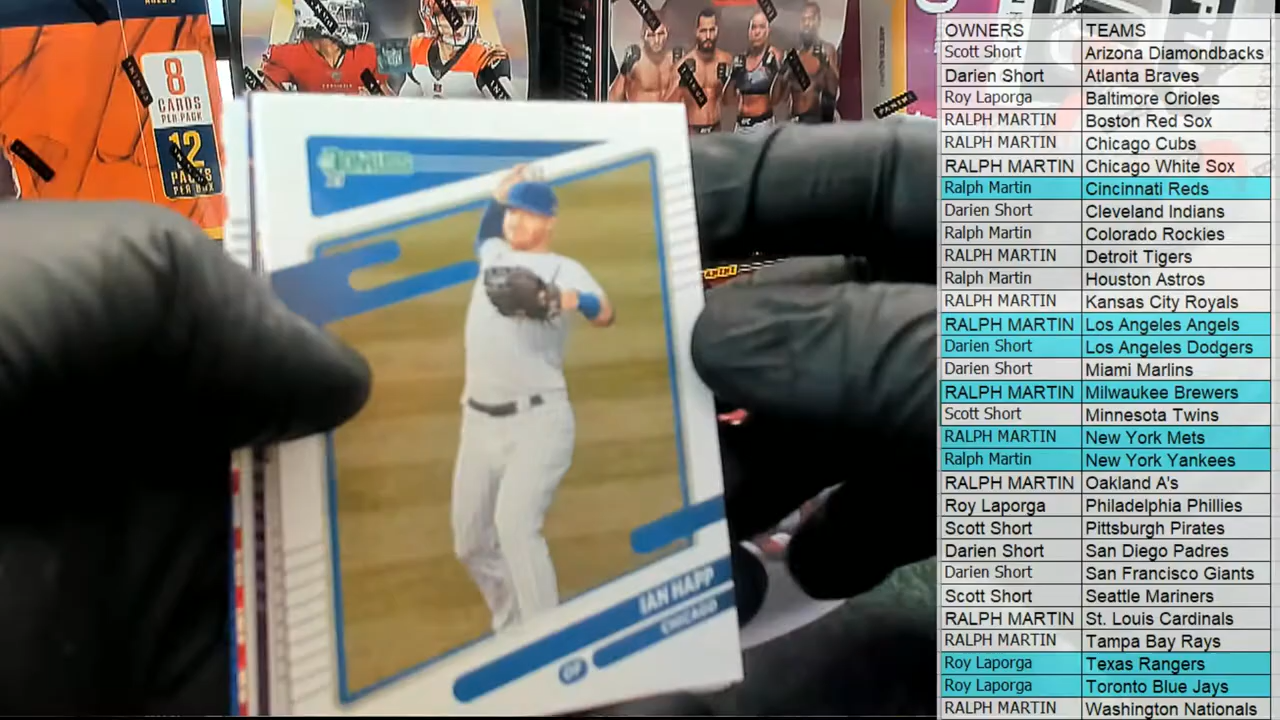 8
CARDS
PER PACK
12
PACKS
PER BOX
DONRUSS
IAN HAPP
CHICAGO
OF
PANINI
PANINI
OWNERS TEAMS
Scott Short Arizona Diamondbacks
Darien Short Atlanta Braves
Roy Laporga Baltimore Orioles
RALPH MARTIN Boston Red Sox
RALPH MARTIN Chicago Cubs
RALPH MARTIN Chicago White Sox
Ralph Martin Cincinnati Reds
Darien Short Cleveland Indians
Ralph Martin Colorado Rockies
RALPH MARTIN Detroit Tigers
Ralph Martin Houston Astros
RALPH MARTIN Kansas City Royals
RALPH MARTIN Los Angeles Angels
Darien Short Los Angeles Dodgers
Darien Short Miami Marlins
RALPH MARTIN Milwaukee Brewers
Scott Short Minnesota Twins
RALPH MARTIN New York Mets
Ralph Martin New York Yankees
RALPH MARTIN Oakland A's
Roy Laporga Philadelphia Phillies
Scott Short Pittsburgh Pirates
Darien Short San Diego Padres
Darien Short San Francisco Giants
Scott Short Seattle Mariners
RALPH MARTIN St. Louis Cardinals
RALPH MARTIN Tampa Bay Rays
Roy Laporga Texas Rangers
Roy Laporga Toronto Blue Jays
RALPH MARTIN Washington Nationals